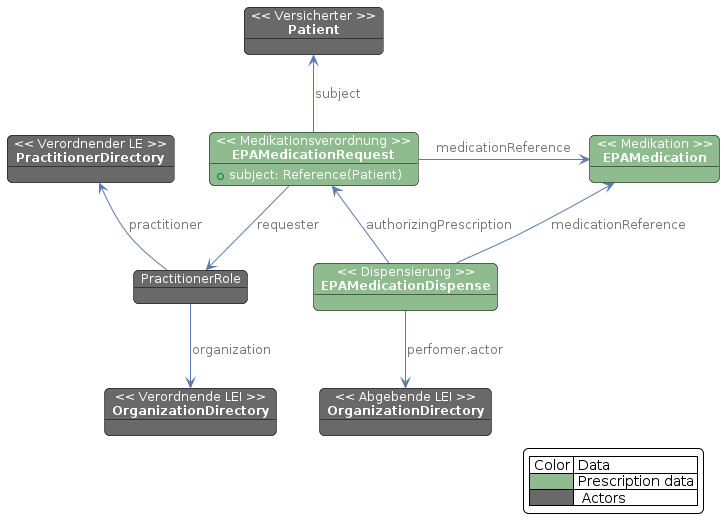 << Versicherter >>
Patient
subject
<< Verordnender LE >>
PractitionerDirectory
<< Medikationsverordnung >>
EPAMedicationRequest
subject: Reference(Patient)
medicationReference
<< Medikation >>
EPAMedication
practitioner
requester
authorizingPrescription
medicationReference
PractitionerRole
<< Dispensierung >>
EPAMedicationDispense
organization
perfomer.actor
<< Verordnende LEI >>
OrganizationDirectory
<< Abgebende LEI >>
OrganizationDirectory
Color Data
Prescription data
Actors